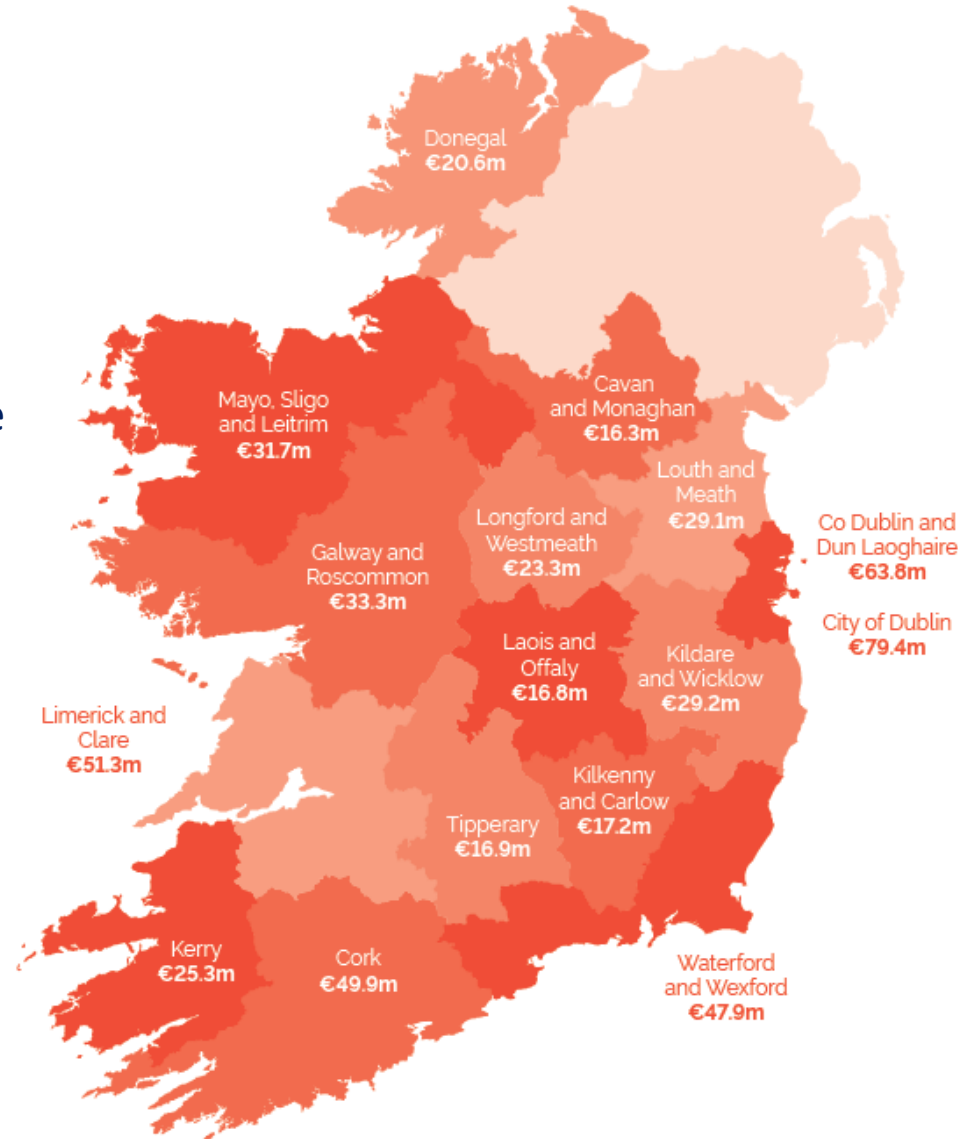 Donegal
€20.6m
Mayo, Sligo
and Leitrim
€31.7m
Cavan
and Monaghan
€16.3m
Louth and
Meath
€29.1m
Longford and
Westmeath
€23.3m
Galway and
Roscommon
€33.3m
Co Dublin and
Dun Laoghaire
€63.8m
City of Dublin
€79.4m
Laois and
Offaly
€16.8m
Kildare
and Wicklow
€29.2m
Limerick and
Clare
€51.3m
Kilkenny
and Carlow
€17.2m
Tipperary
€16.9m
Kerry
€25.3m
Cork
€49.9m
Waterford
and Wexford
€47.9m